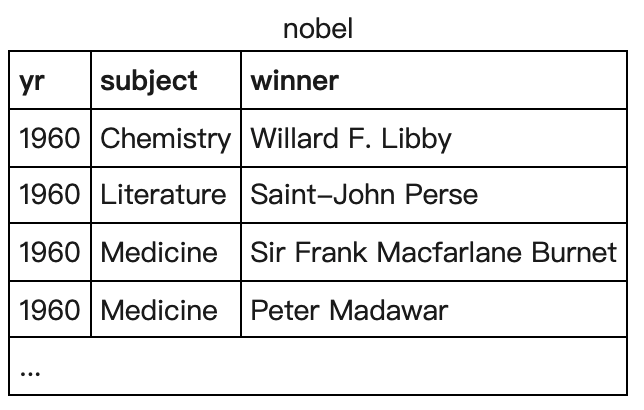 nobel
yr subject winner
1960 Chemistry Willard F. Libby
1960 Literature Saint-John Perse
1960 Medicine Sir Frank Macfarlane Burnet
1960 Medicine Peter Madawar
...